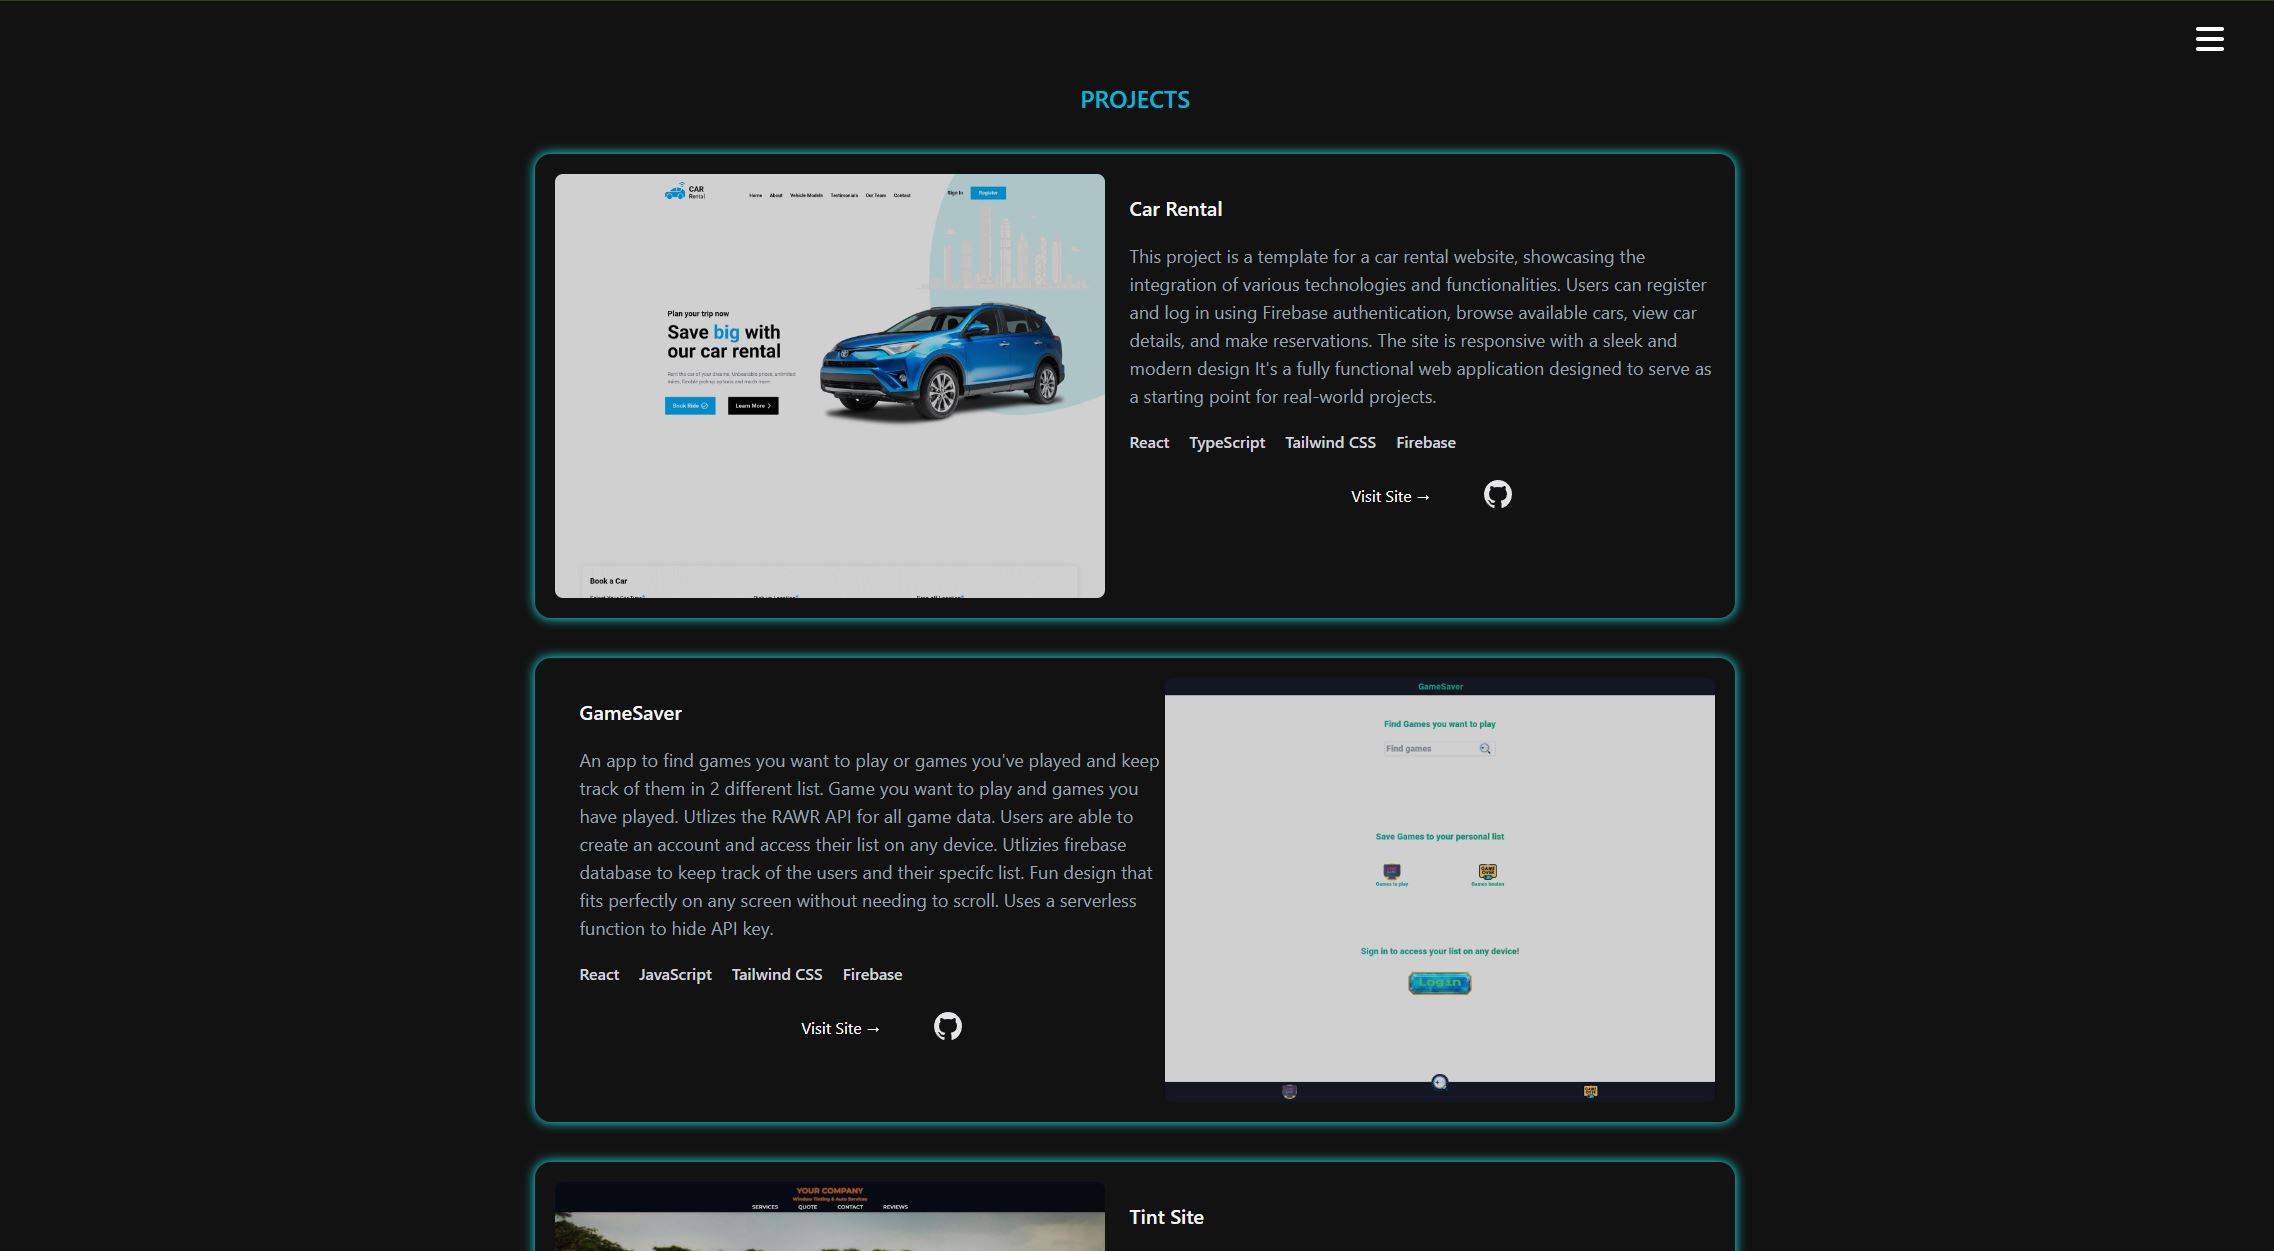 PROJECTS
CAR
Rental
Home About Vehicle Models Testimonials Our Team Contact
Sign In Register
Plan your trip now
Save big with
our car rental
Rent the car of your dreams. Unbeatable prices, unlimited
miles, flexible pick-up options and much more.
Book Ride
Learn More
Book a Car
Car Rental
This project is a template for a car rental website, showcasing the
integration of various technologies and functionalities. Users can register
and log in using Firebase authentication, browse available cars, view car
details, and make reservations. The site is responsive with a sleek and
modern design It's a fully functional web application designed to serve as
a starting point for real-world projects.
React TypeScript Tailwind CSS Firebase
Visit Site →
GameSaver
An app to find games you want to play or games you've played and keep
track of them in 2 different list. Game you want to play and games you
have played. Utlizes the RAWR API for all game data. Users are able to
create an account and access their list on any device. Utlizies firebase
database to keep track of the users and their specifc list. Fun design that
fits perfectly on any screen without needing to scroll. Uses a serverless
function to hide API key.
React JavaScript Tailwind CSS Firebase
Visit Site →
GameSaver
Find Games you want to play
Find games
Save Games to your personal list
Games to play
Games beaten
Sign in to access your list on any device!
Login
YOUR COMPANY
Window Tinting & Auto Services
SERVICES QUOTE CONTACT REVIEWS
Tint Site